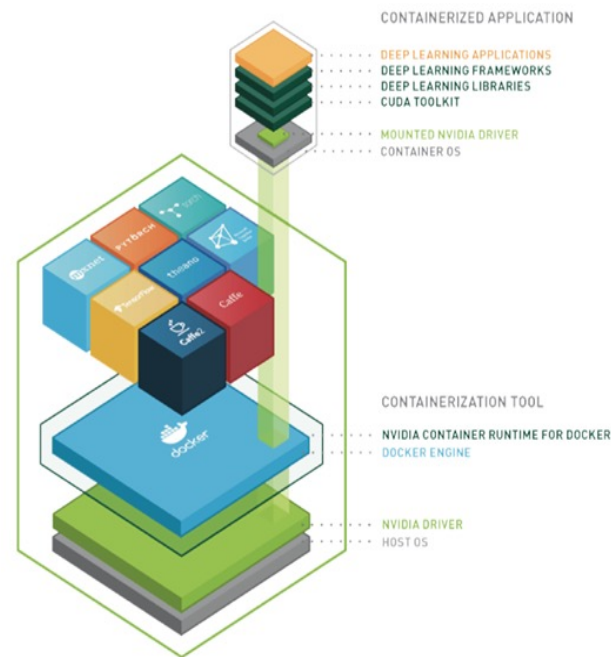 CONTAINERIZED APPLICATION
DEEP LEARNING APPLICATIONS
DEEP LEARNING FRAMEWORKS
DEEP LEARNING LIBRARIES
CUDA TOOLKIT
MOUNTED NVIDIA DRIVER
CONTAINER OS
torch
PYTORCH
mxnet
theano
TensorFlow
Caffe
Caffe2
docker
CONTAINERIZATION TOOL
NVIDIA CONTAINER RUNTIME FOR DOCKER
DOCKER ENGINE
NVIDIA DRIVER
HOST OS